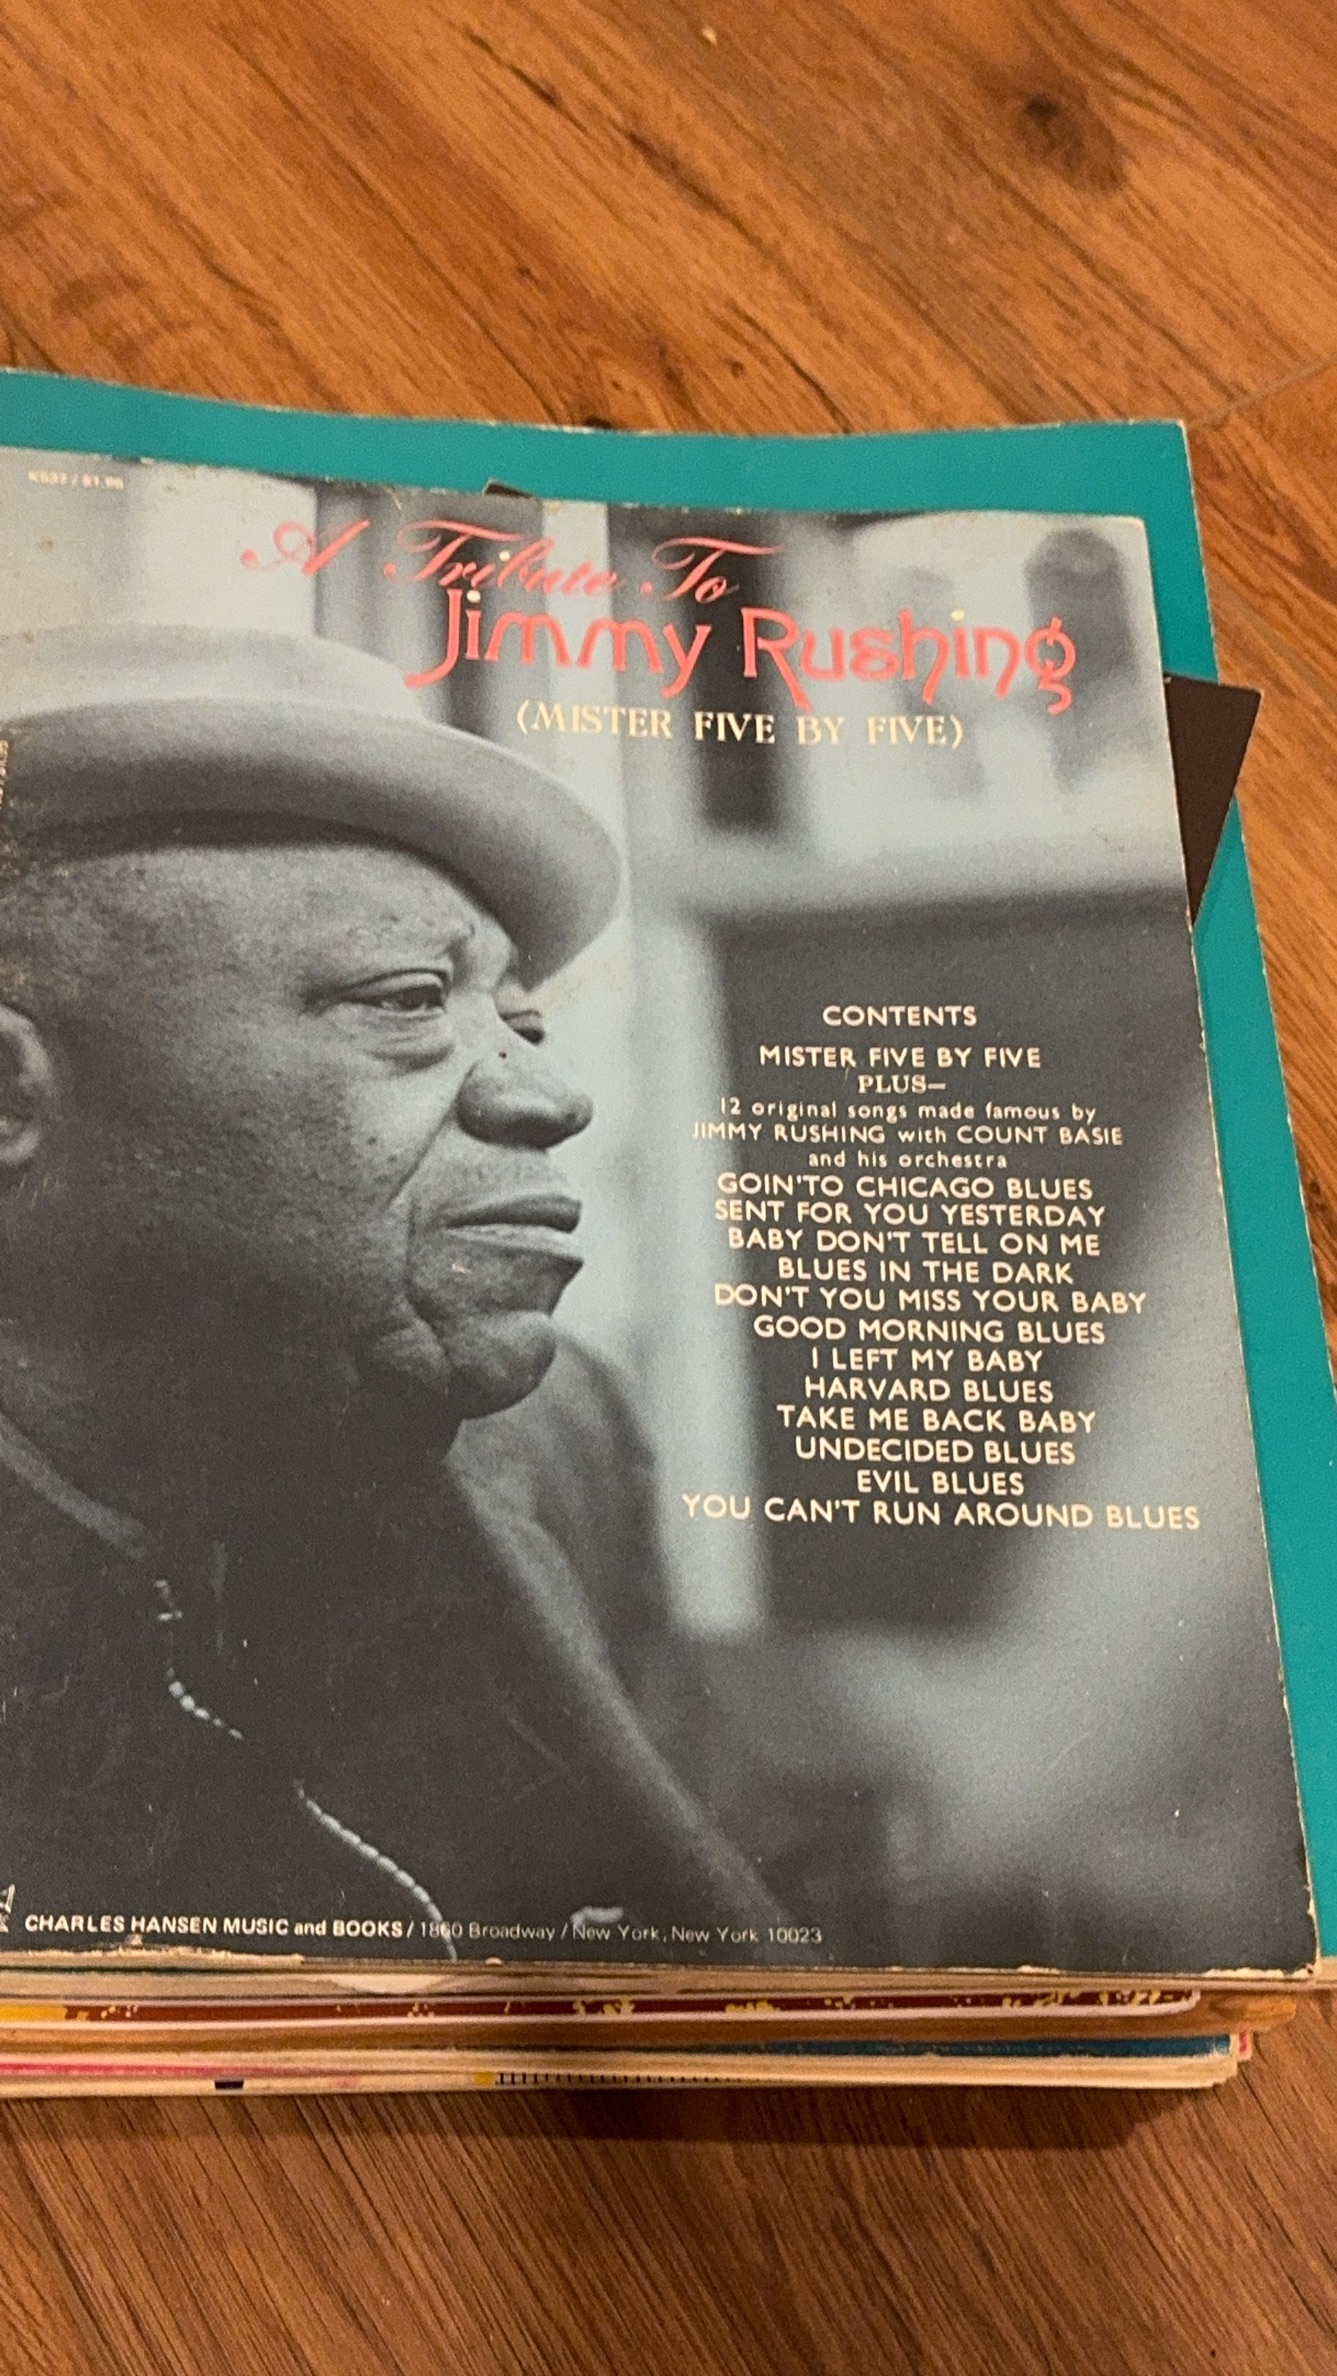 A Tribute To
Jimmy Rushing
(MISTER FIVE BY FIVE)
CONTENTS
MISTER FIVE BY FIVE
PLUS—
12 original songs made famous by
JIMMY RUSHING with COUNT BASIE
and his orchestra
GOIN'TO CHICAGO BLUES
SENT FOR YOU YESTERDAY
BABY DON'T TELL ON ME
BLUES IN THE DARK
DON'T YOU MISS YOUR BABY
GOOD MORNING BLUES
I LEFT MY BABY
HARVARD BLUES
TAKE ME BACK BABY
UNDECIDED BLUES
EVIL BLUES
YOU CAN'T RUN AROUND BLUES
CHARLES HANSEN MUSIC and BOOKS / 1860 Broadway / New York, New York 10023